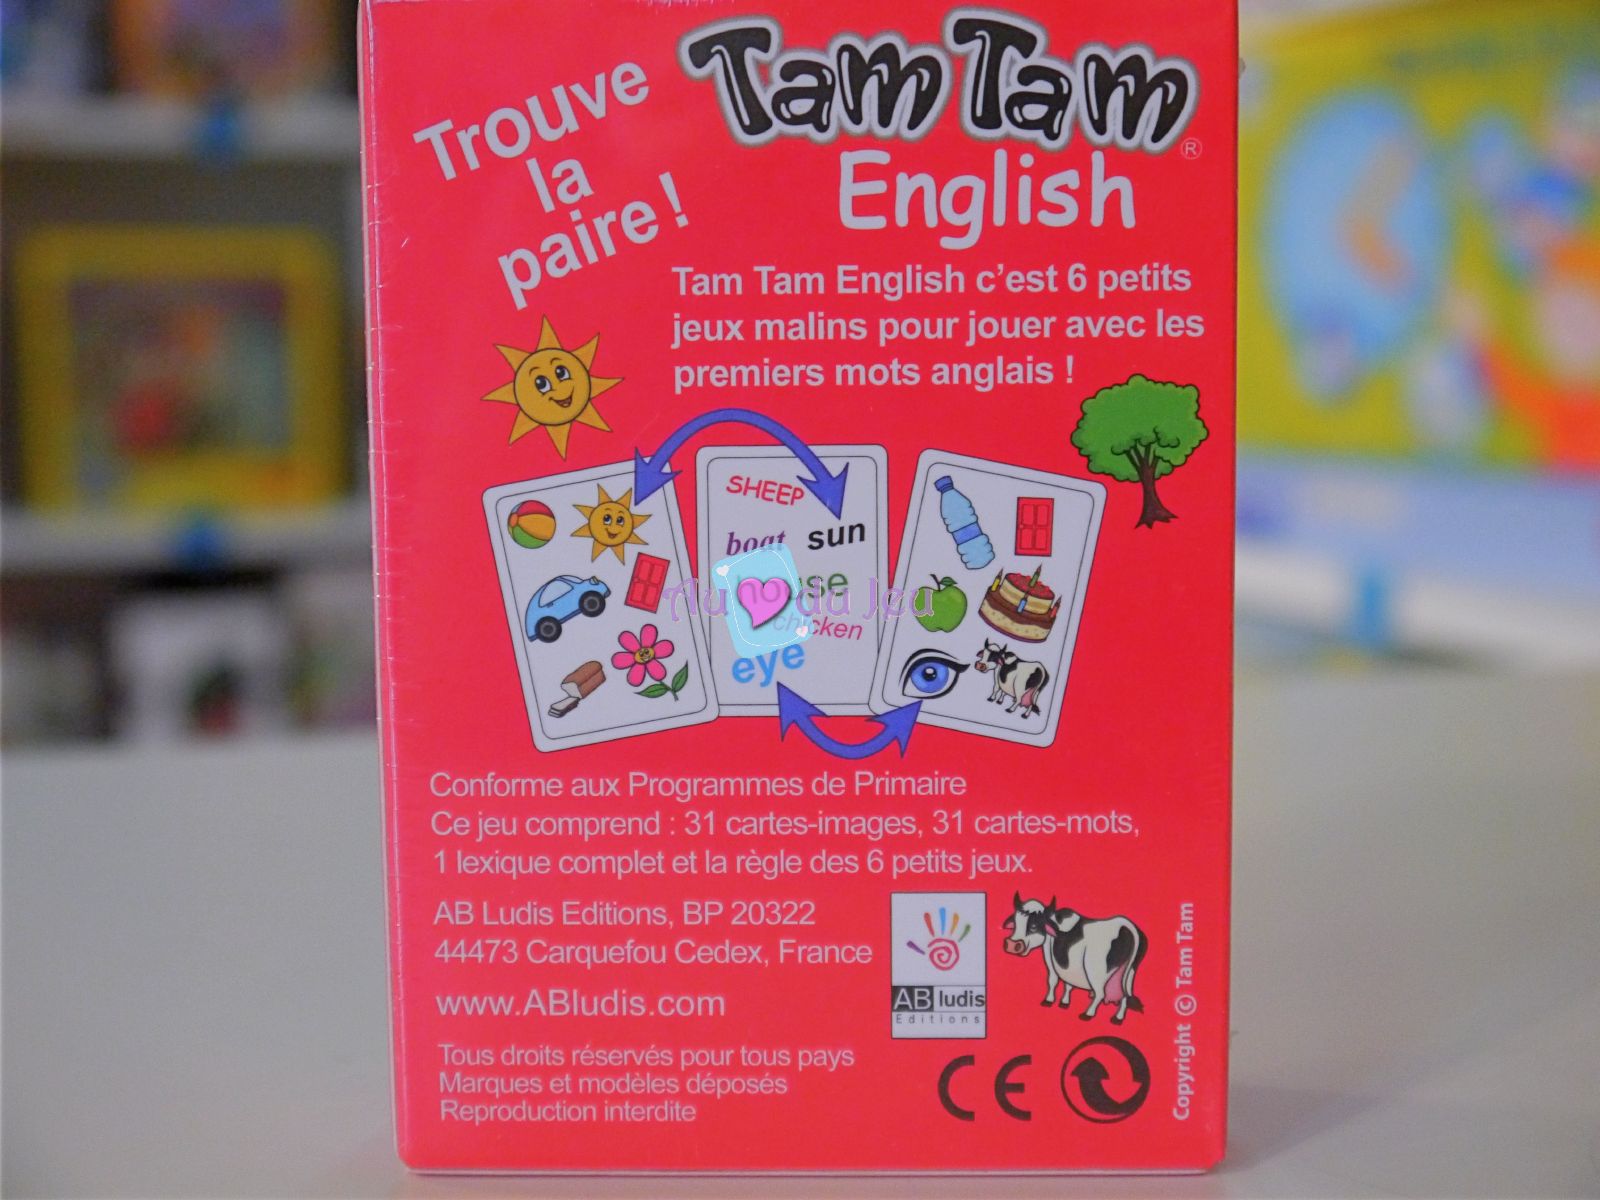 Trouve
la
paire !
Tam Tam
®
English
Tam Tam English c'est 6 petits
jeux malins pour jouer avec les
premiers mots anglais !
SHEEP
boat sun
house
chicken
eye
Au du Jeu
Conforme aux Programmes de Primaire
Ce jeu comprend : 31 cartes-images, 31 cartes-mots,
1 lexique complet et la règle des 6 petits jeux.
AB Ludis Editions, BP 20322
44473 Carquefou Cedex, France
www.ABludis.com
AB ludis
Editions
Tous droits réservés pour tous pays
Marques et modèles déposés
Reproduction interdite
CE
Copyright © Tam Tam